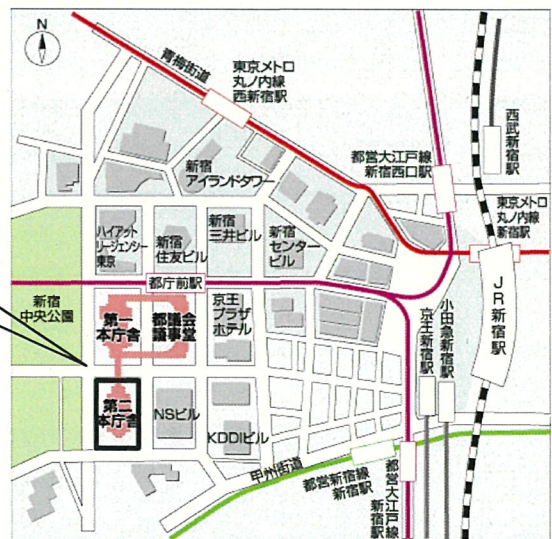 N
青梅街道
東京メトロ
丸ノ内線
西新宿駅
西武新宿駅
都営大江戸線
新宿西口駅
新宿
アイランドタワー
東京メトロ
丸ノ内線
新宿駅
ハイアット
リージェンシー
東京
新宿
住友ビル
新宿
三井ビル
新宿
センター
ビル
都庁前駅
JR新宿駅
新宿
中央公園
第一
本庁舎
都議会
議事堂
京王
プラザ
ホテル
小田急新宿駅
京王新宿駅
第二
本庁舎
NSビル
KDDIビル
甲州街道
都営新宿線
新宿駅
都営大江戸線
新宿駅